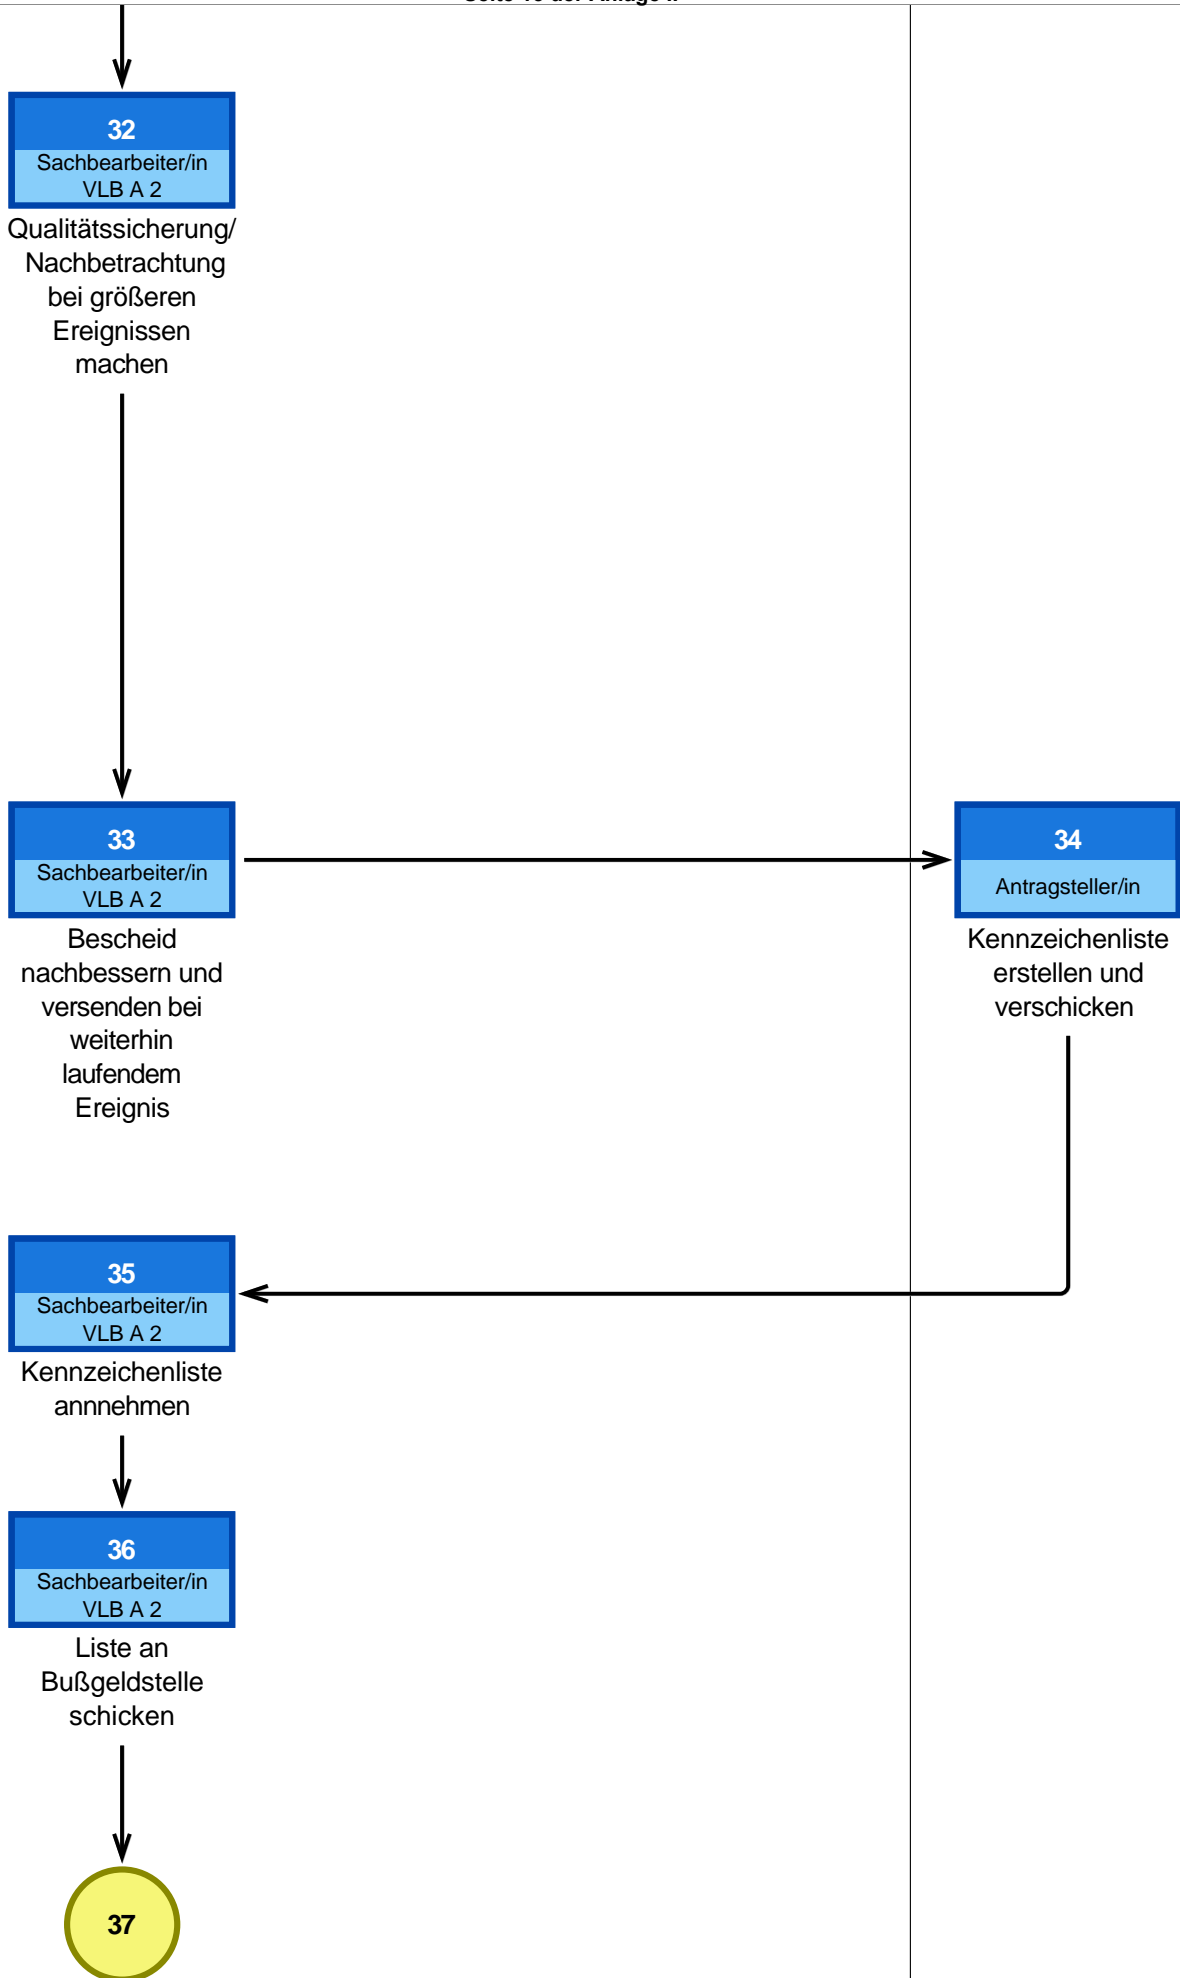 32
Sachbearbeiter/in
VLB A 2
Qualitätssicherung/
Nachbetrachtung
bei größeren
Ereignissen
machen
33
Sachbearbeiter/in
VLB A 2
Bescheid
nachbessern und
versenden bei
weiterhin
laufendem
Ereignis
34
Antragsteller/in
Kennzeichenliste
erstellen und
verschicken
35
Sachbearbeiter/in
VLB A 2
Kennzeichenliste
annnehmen
36
Sachbearbeiter/in
VLB A 2
Liste an
Bußgeldstelle
schicken
37